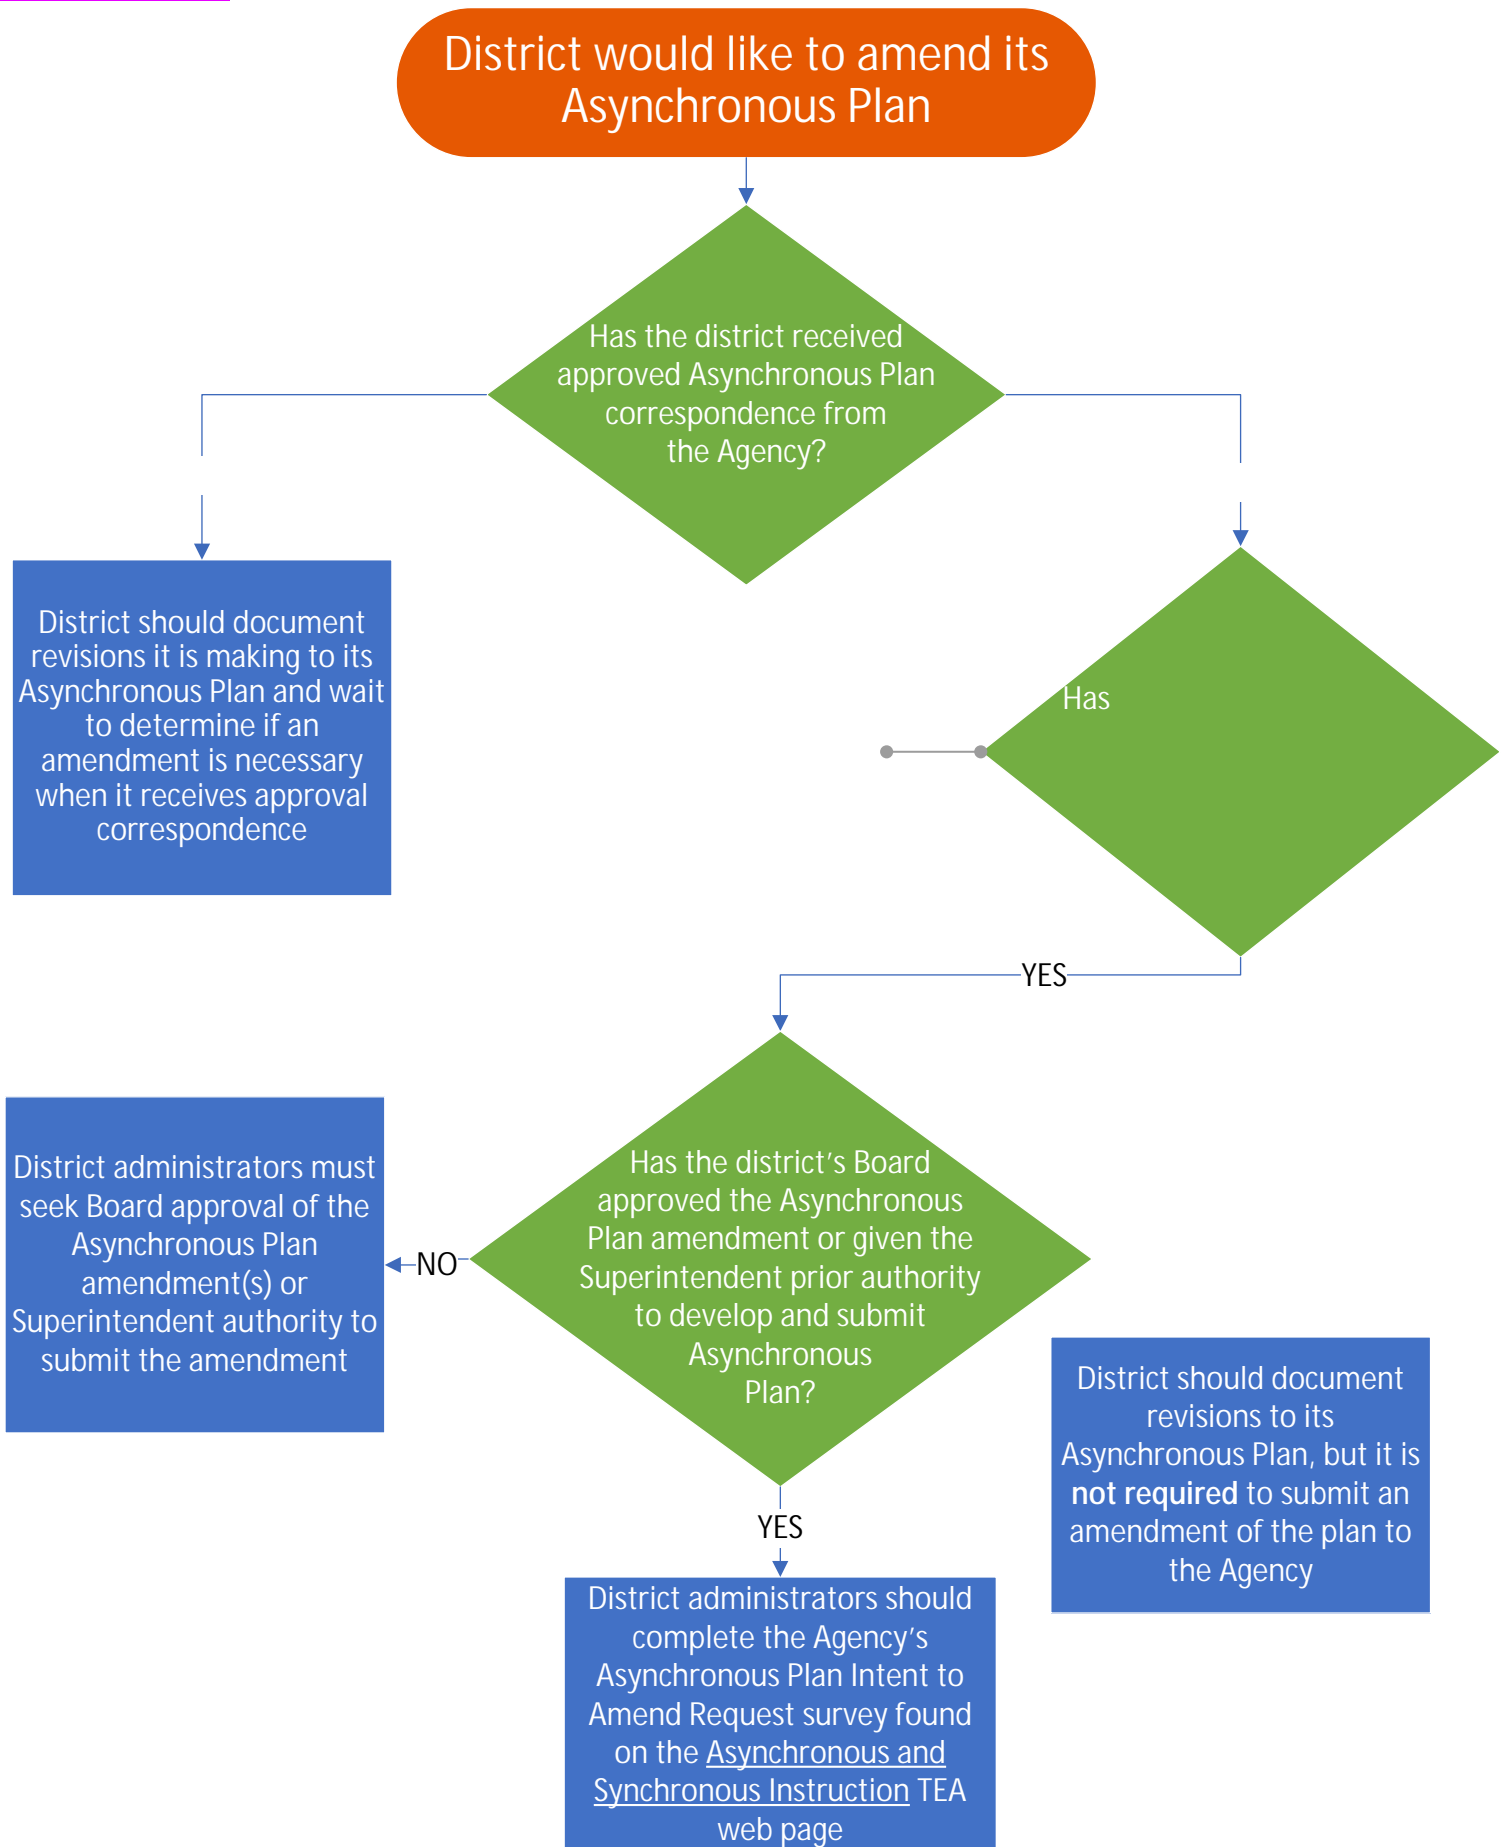 District would like to amend its
Asynchronous Plan
Has the district received
approved Asynchronous Plan
correspondence from
the Agency?
District should document
revisions it is making to its
Asynchronous Plan and wait
to determine if an
amendment is necessary
when it receives approval
correspondence
Has
YES
District administrators must
seek Board approval of the
Asynchronous Plan
amendment(s) or
Superintendent authority to
submit the amendment
NO
Has the district's Board
approved the Asynchronous
Plan amendment or given the
Superintendent prior authority
to develop and submit
Asynchronous
Plan?
District should document
revisions to its
Asynchronous Plan, but it is
not required to submit an
amendment of the plan to
the Agency
YES
District administrators should
complete the Agency's
Asynchronous Plan Intent to
Amend Request survey found
on the Asynchronous and
Synchronous Instruction TEA
web page